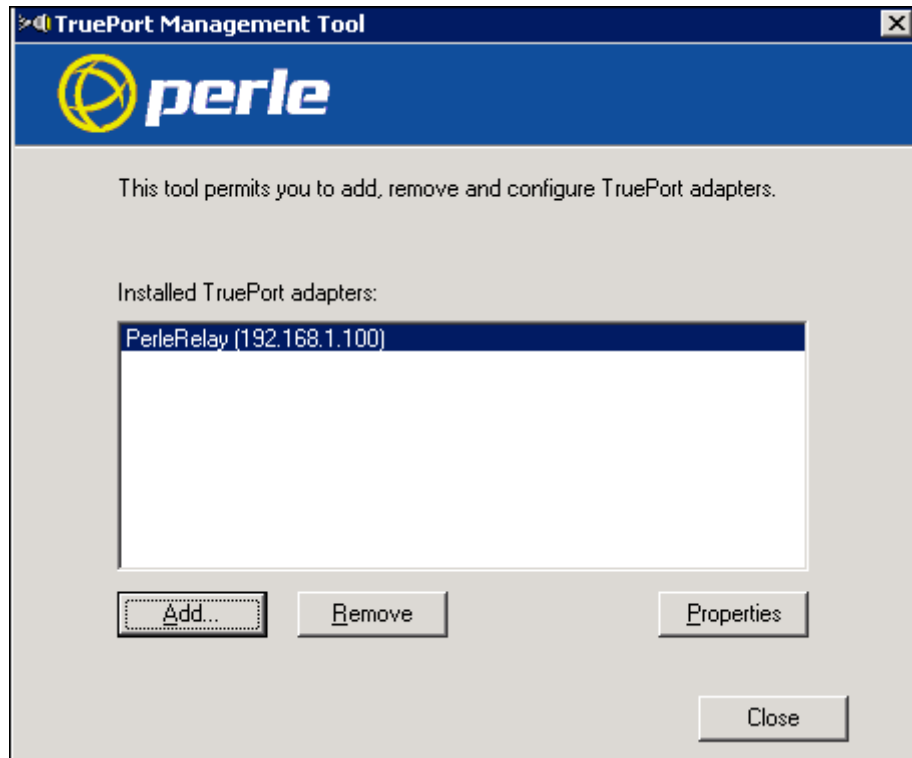 TruePort Management Tool
perle
This tool permits you to add, remove and configure TruePort adapters.
Installed TruePort adapters:
PerleRelay (192.168.1.100)
Add... Remove Properties
Close